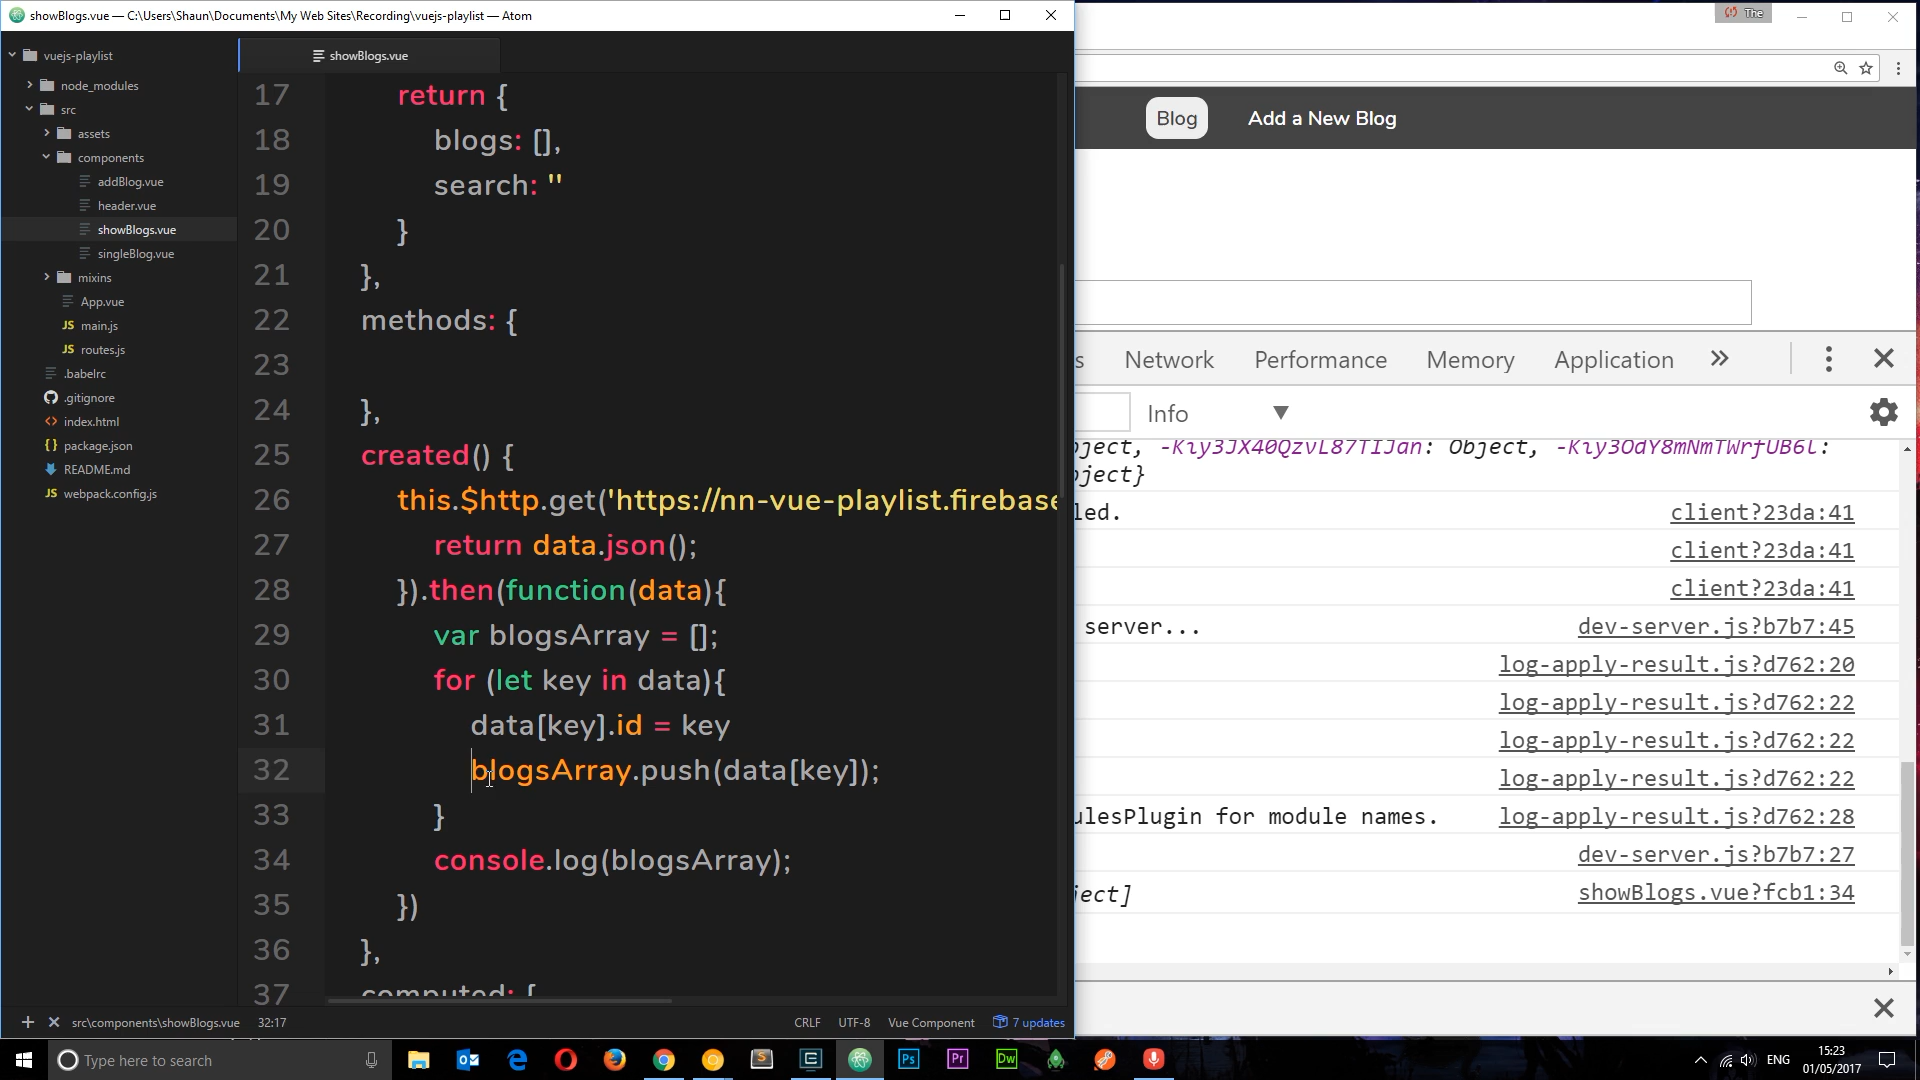 showBlogs.vue — C:\Users\Shaun\Documents\My Web Sites\Recording\vuejs-playlist — Atom
The
vuejs-playlist
node_modules
src
assets
components
addBlog.vue
header.vue
showBlogs.vue
singleBlog.vue
mixins
App.vue
JS main.js
JS routes.js
.babelrc
.gitignore
<> index.html
{} package.json
README.md
JS webpack.config.js
showBlogs.vue
17 return {
18 blogs: [],
19 search: ''
20 }
21 },
22 methods: {
23
24 },
25 created() {
26 this.$http.get('https://nn-vue-playlist.firebase
27 return data.json();
28 }).then(function(data){
29 var blogsArray = [];
30 for (let key in data){
31 data[key].id = key
32 blogsArray.push(data[key]);
33 }
34 console.log(blogsArray);
35 })
36 },
37 computed: {
src\components\showBlogs.vue 32:17 CRLF UTF-8 Vue Component 7 updates
Blog Add a New Blog
s Network Performance Memory Application »
Info
ject}
led. client?23da:41
client?23da:41
client?23da:41
server... dev-server.js?b7b7:45
log-apply-result.js?d762:20
log-apply-result.js?d762:22
log-apply-result.js?d762:22
log-apply-result.js?d762:22
ulesPlugin for module names. log-apply-result.js?d762:28
dev-server.js?b7b7:27
ject] showBlogs.vue?fcb1:34
Type here to search
Ps
Pr
Dw
ENG
15:23
01/05/2017